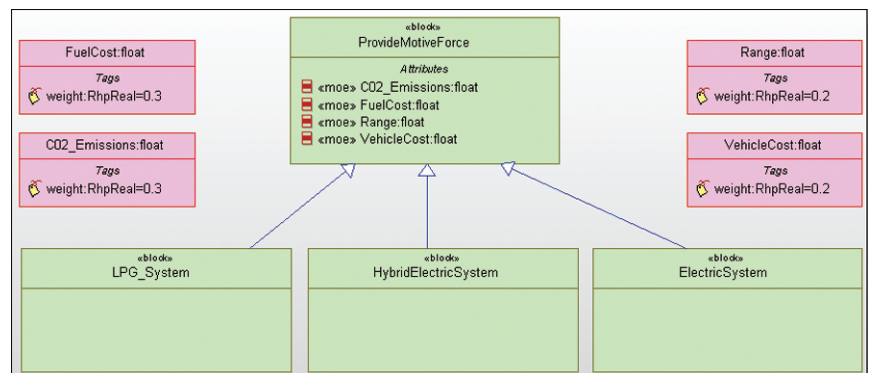 «block»
ProvideMotiveForce
Attributes
«moe» C02_Emissions:float
«moe» FuelCost:float
«moe» Range:float
«moe» VehicleCost:float
FuelCost:float
Tags
weight:RhpReal=0.3
C02_Emissions:float
Tags
weight:RhpReal=0.3
Range:float
Tags
weight:RhpReal=0.2
VehicleCost:float
Tags
weight:RhpReal=0.2
«block»
LPG_System
«block»
HybridElectricSystem
«block»
ElectricSystem